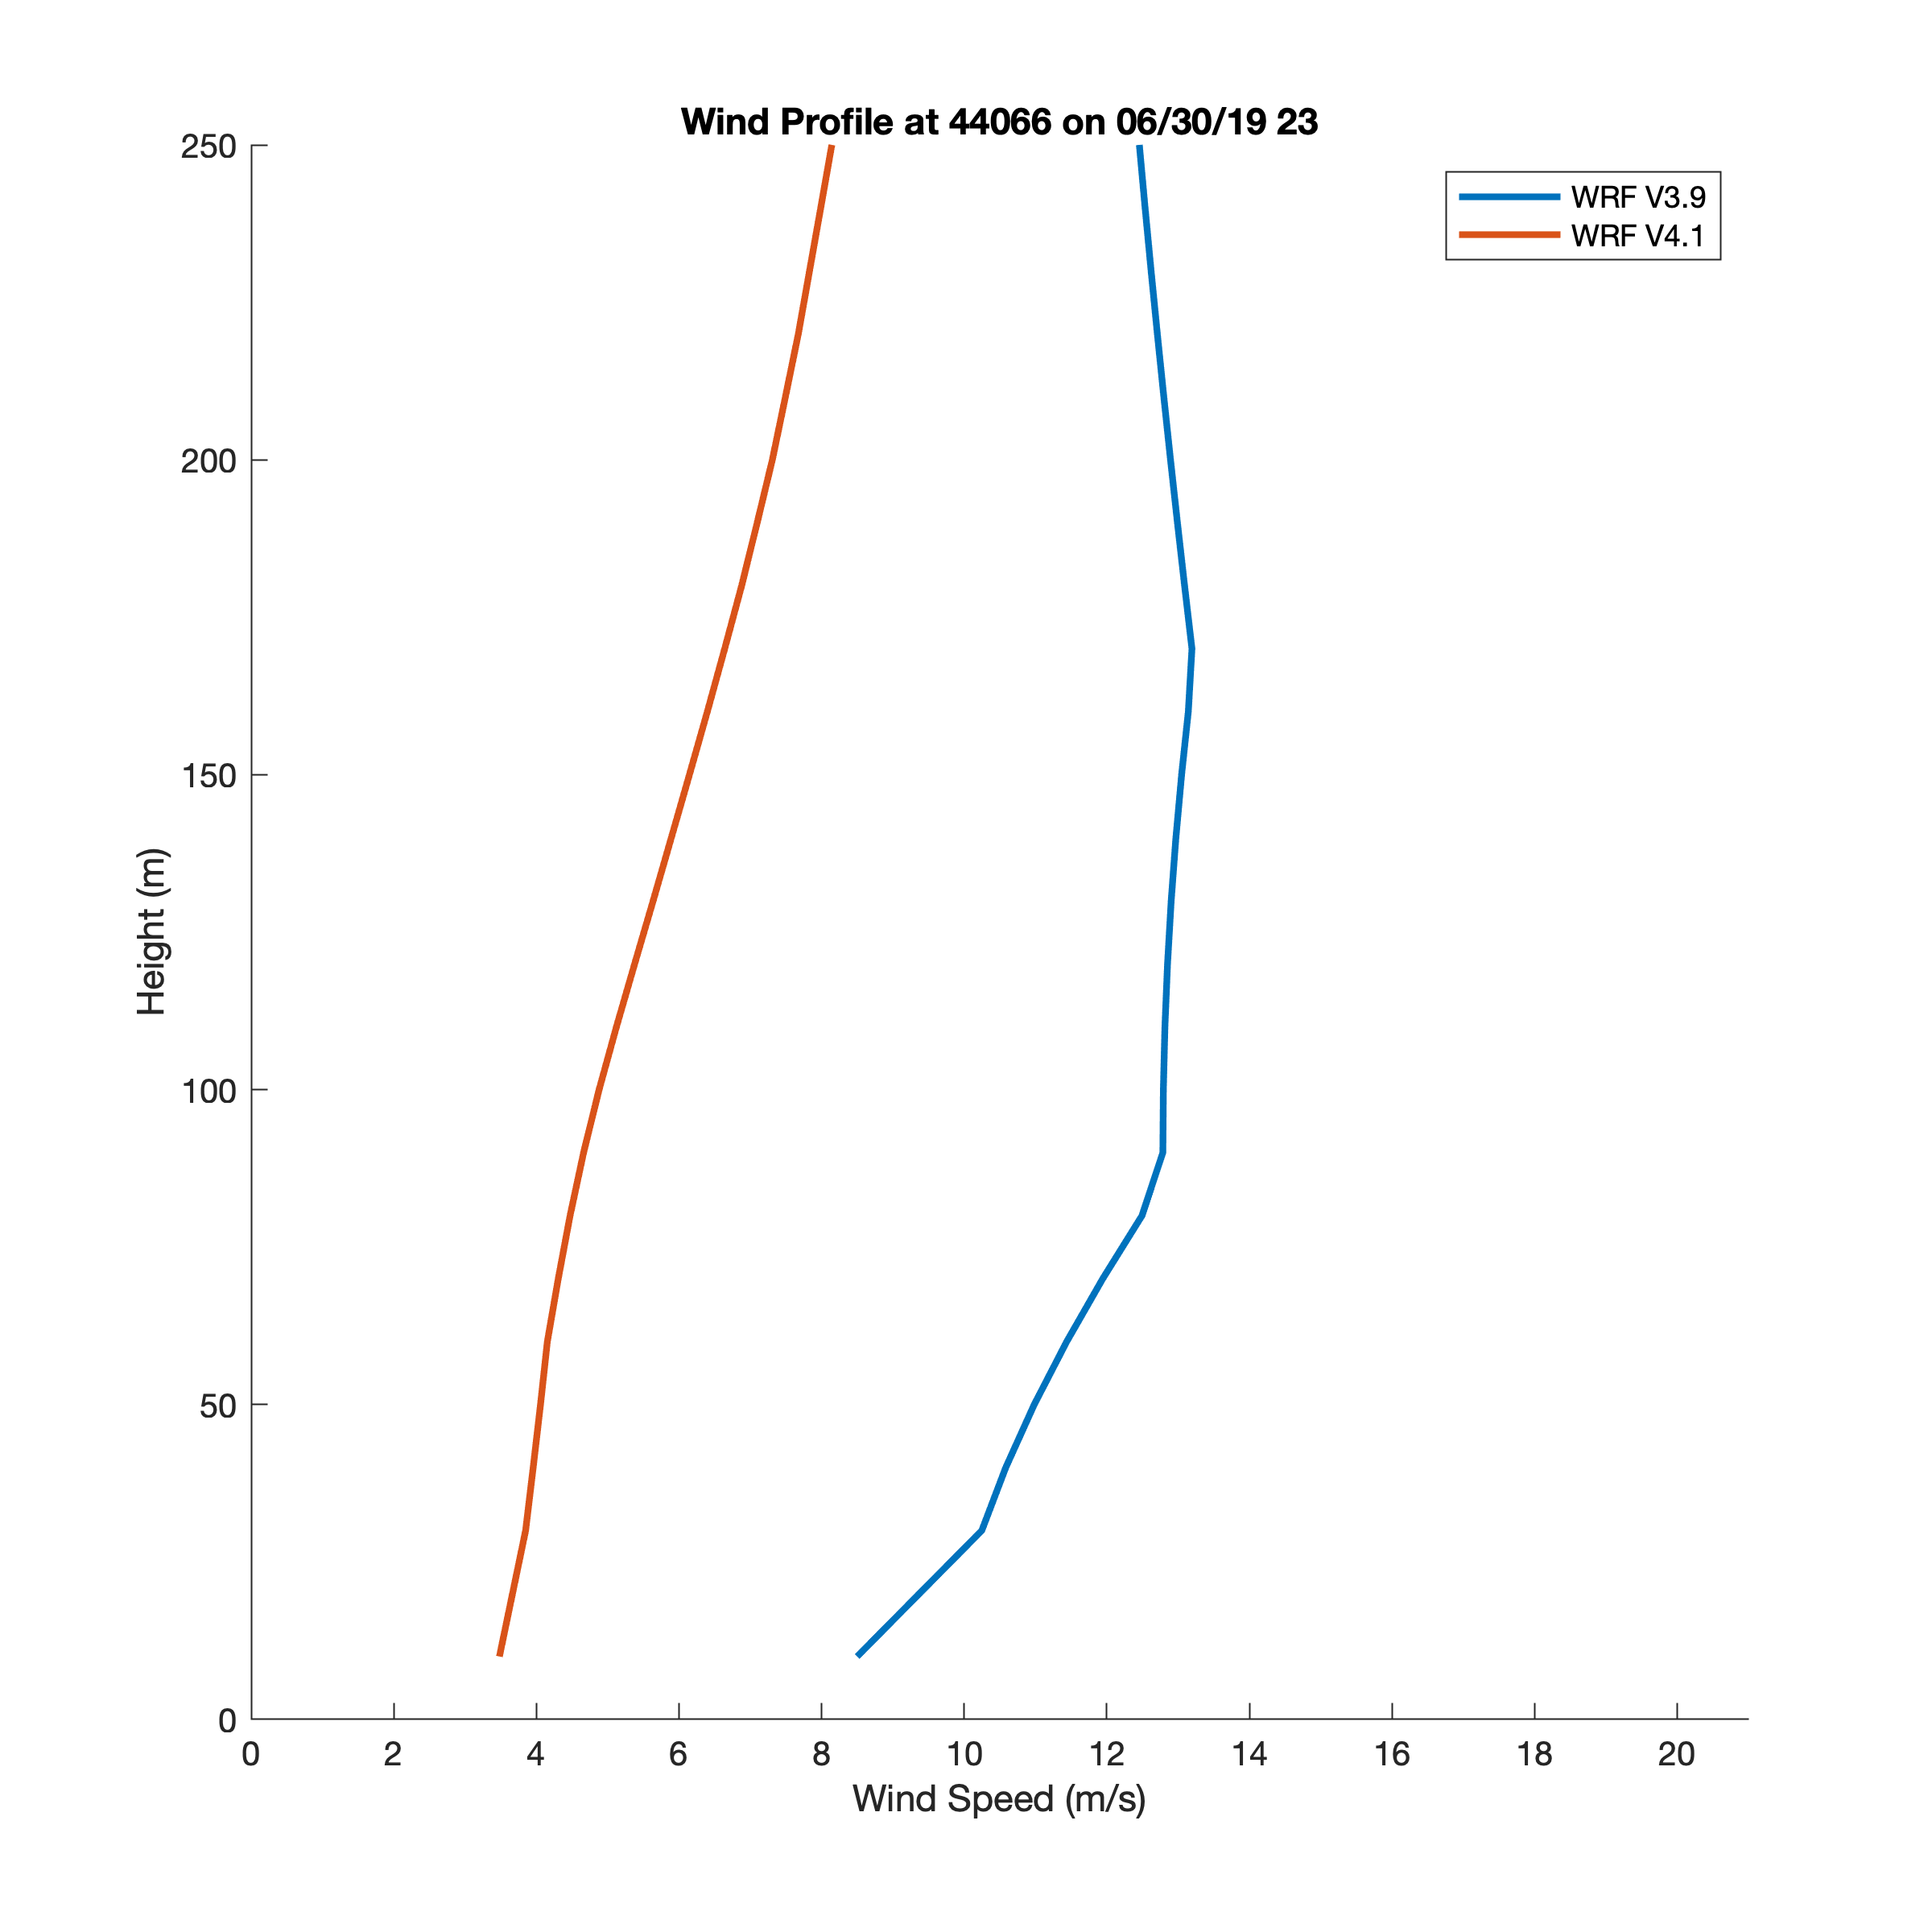 Wind Profile at 44066 on 06/30/19 23
250
200
150
100
50
0
Height (m)
WRF V3.9
WRF V4.1
0 2 4 6 8 10 12 14 16 18 20
Wind Speed (m/s)